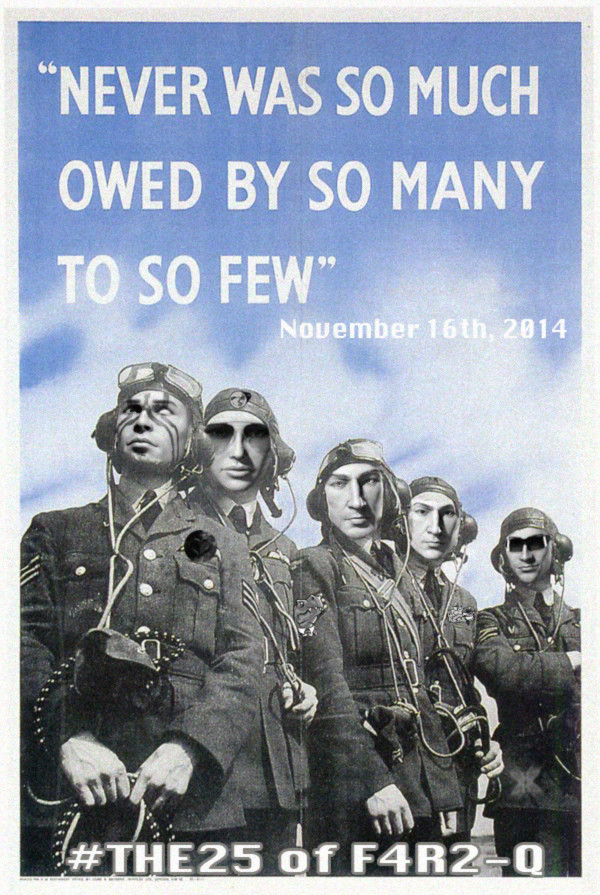 “NEVER WAS SO MUCH
OWED BY SO MANY
TO SO FEW”
November 16th, 2014
#THE25 of F4R2-Q